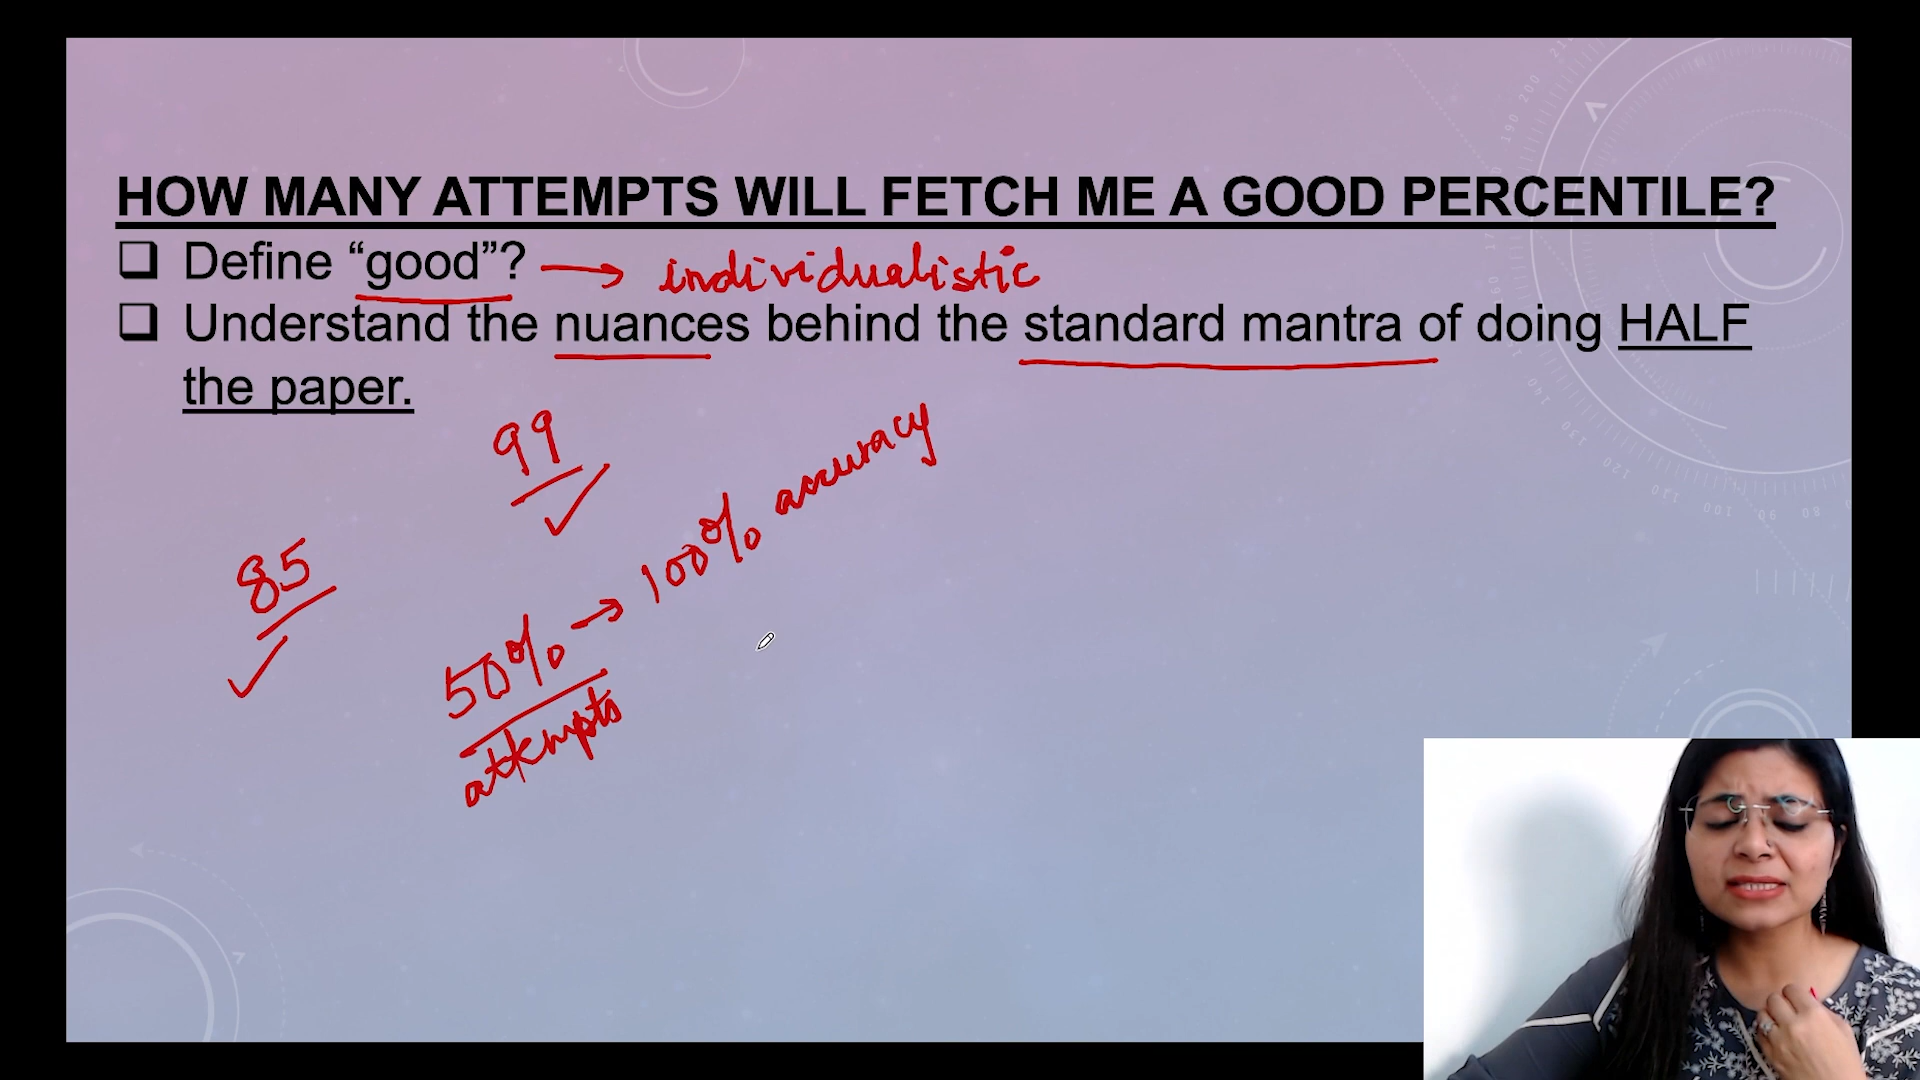 HOW MANY ATTEMPTS WILL FETCH ME A GOOD PERCENTILE?
Define “good”? → individualistic
Understand the nuances behind the standard mantra of doing HALF
the paper.
99
85
50% → 100% accuracy
attempts